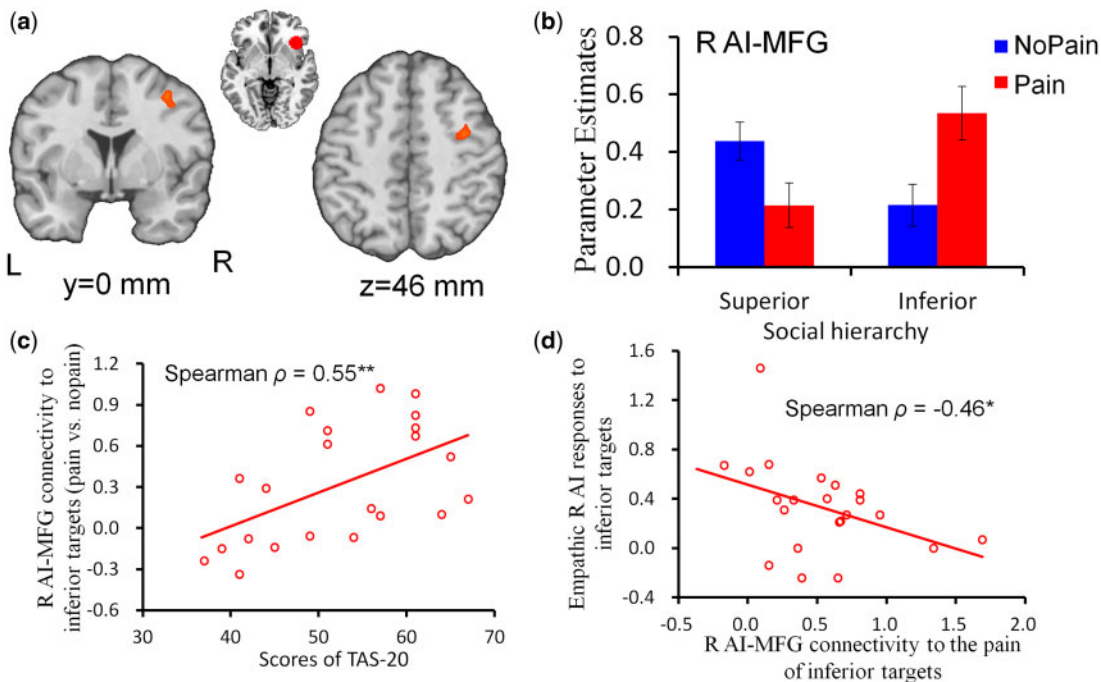 (a)
L
R
y=0 mm
z=46 mm
(b)
R AI-MFG
NoPain
Pain
Parameter Estimates
0.8
0.6
0.4
0.2
0.0
Superior
Inferior
Social hierarchy
(c)
Spearman ρ = 0.55**
R AI-MFG connectivity to
inferior targets (pain vs. nopain)
1.2
0.9
0.6
0.3
0.0
-0.3
-0.6
30 40 50 60 70
Scores of TAS-20
(d)
Spearman ρ = -0.46*
Empathic R AI responses to
inferior targets
1.6
1.2
0.8
0.4
0.0
-0.4
-0.5 0.0 0.5 1.0 1.5 2.0
R AI-MFG connectivity to the pain
of inferior targets